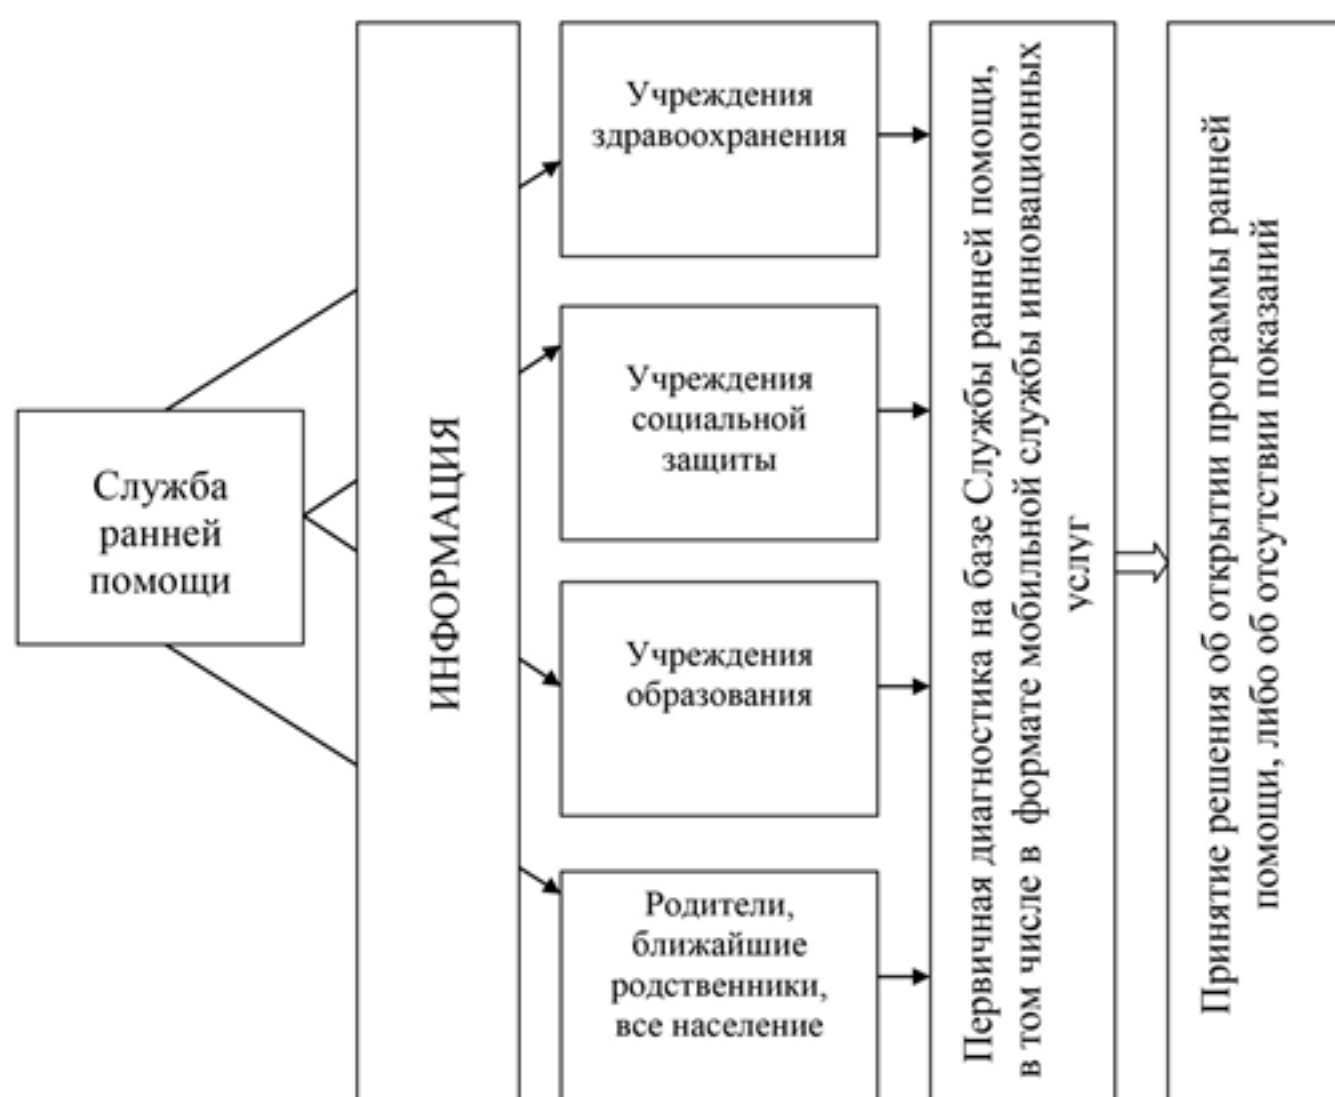 Служба
ранней
помощи
ИНФОРМАЦИЯ
Учреждения
здравоохранения
Учреждения
социальной
защиты
Учреждения
образования
Родители,
ближайшие
родственники,
все население
Первичная диагностика на базе Службы ранней помощи,
в том числе в формате мобильной службы инновационных
услуг
Принятие решения об открытии программы ранней
помощи, либо об отсутствии показаний